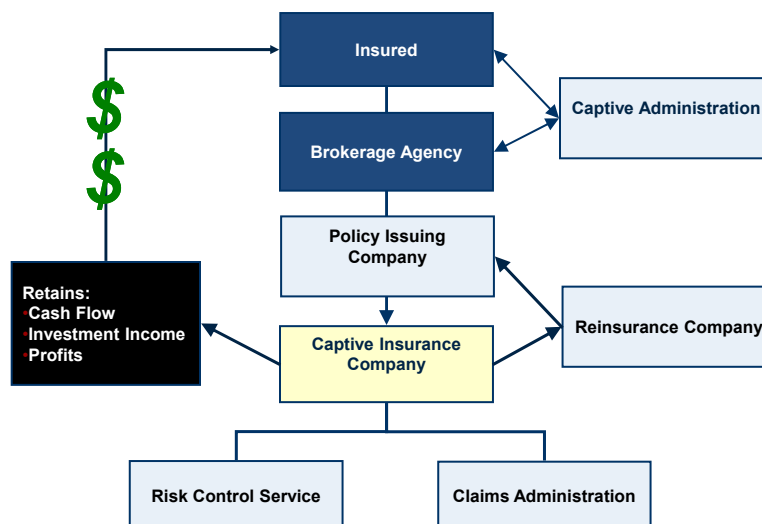 Insured
$
$
Captive Administration
Brokerage Agency
Policy Issuing
Company
Retains:
•Cash Flow
•Investment Income
•Profits
Reinsurance Company
Captive Insurance
Company
Risk Control Service
Claims Administration